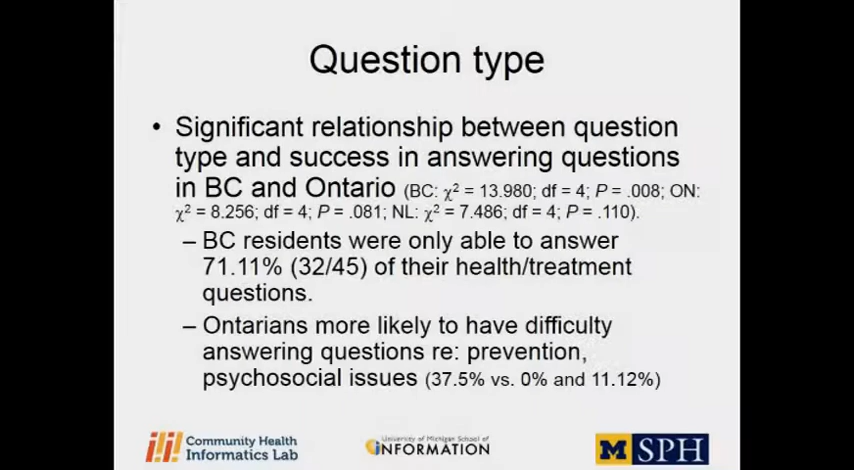 Question type
• Significant relationship between question
type and success in answering questions
in BC and Ontario (BC: χ² = 13.980; df = 4; P = .008; ON:
χ² = 8.256; df = 4; P = .081; NL: χ² = 7.486; df = 4; P = .110).
– BC residents were only able to answer
71.11% (32/45) of their health/treatment
questions.
– Ontarians more likely to have difficulty
answering questions re: prevention,
psychosocial issues (37.5% vs. 0% and 11.12%)
Community Health
Informatics Lab
University of Michigan School of
INFORMATION
M SPH